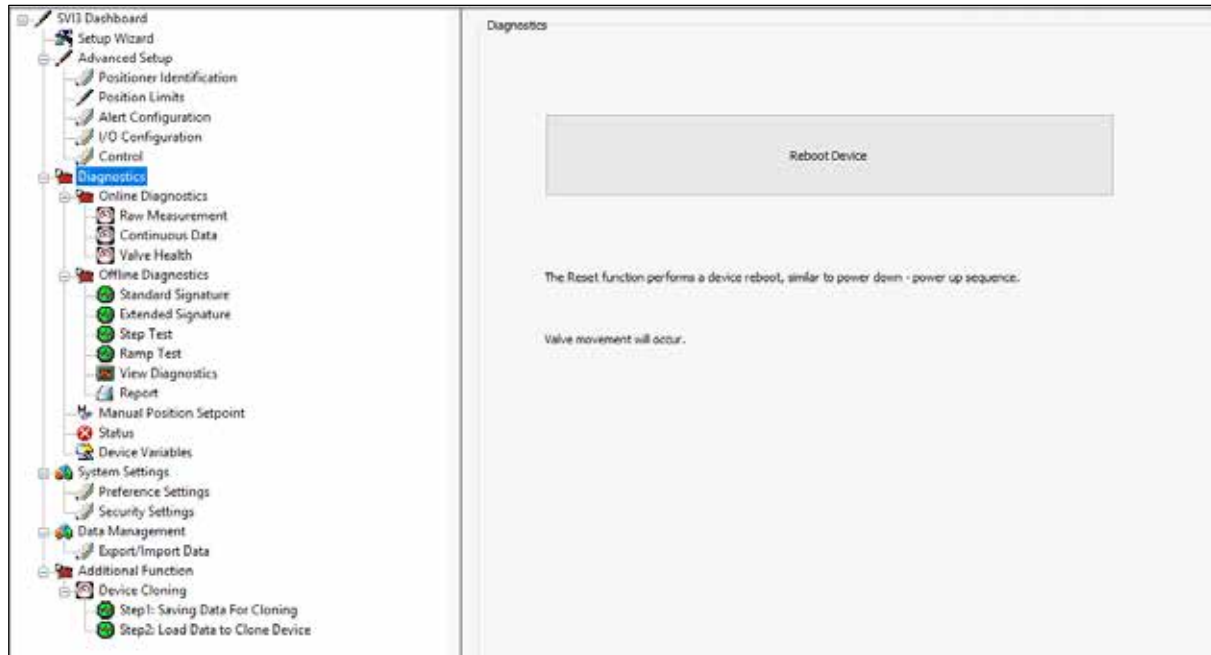 SVI3 Dashboard
Setup Wizard
Advanced Setup
Positioner Identification
Position Limits
Alert Configuration
I/O Configuration
Control
Diagnostics
Online Diagnostics
Raw Measurement
Continuous Data
Valve Health
Offline Diagnostics
Standard Signature
Extended Signature
Step Test
Ramp Test
View Diagnostics
Report
Manual Position Setpoint
Status
Device Variables
System Settings
Preference Settings
Security Settings
Data Management
Export/Import Data
Additional Function
Device Cloning
Step1: Saving Data For Cloning
Step2: Load Data to Clone Device
Diagnostics
Reboot Device
The Reset function performs a device reboot, similar to power down - power up sequence.
Valve movement will occur.